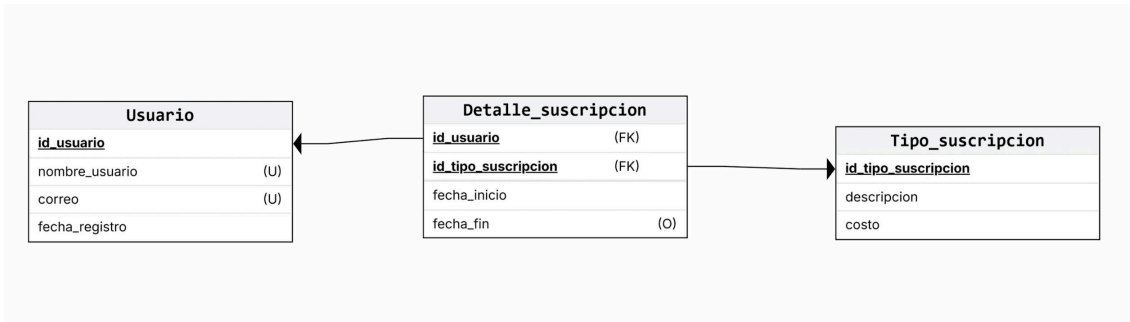 Usuario
id_usuario
nombre_usuario (U)
correo (U)
fecha_registro
Detalle_suscripcion
id_usuario (FK)
id_tipo_suscripcion (FK)
fecha_inicio
fecha_fin (O)
Tipo_suscripcion
id_tipo_suscripcion
descripcion
costo